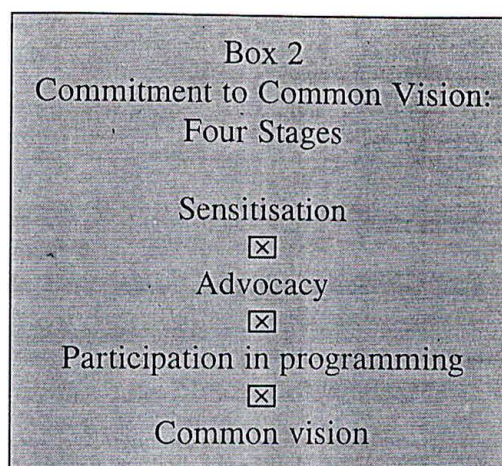 Box 2
Commitment to Common Vision:
Four Stages
Sensitisation
☒
Advocacy
☒
Participation in programming
☒
Common vision